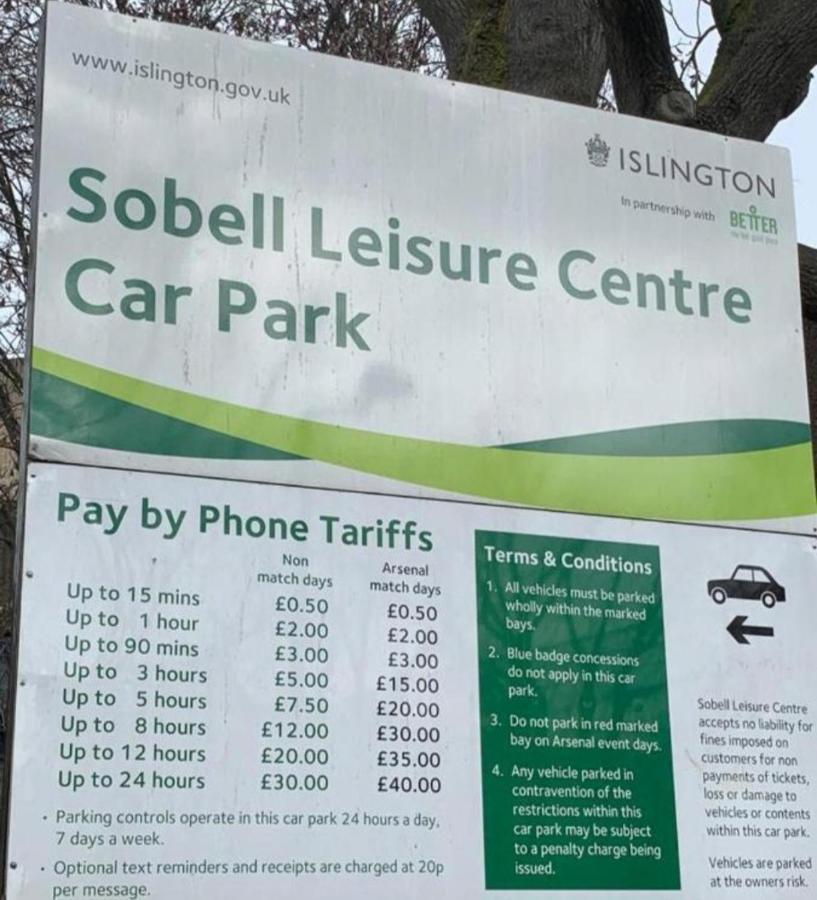 www.islington.gov.uk
ISLINGTON
In partnership with BETTER
Sobell Leisure Centre
Car Park
Pay by Phone Tariffs
Non match days
Arsenal match days
Up to 15 mins £0.50 £0.50
Up to 1 hour £2.00 £2.00
Up to 90 mins £3.00 £3.00
Up to 3 hours £5.00 £15.00
Up to 5 hours £7.50 £20.00
Up to 8 hours £12.00 £30.00
Up to 12 hours £20.00 £35.00
Up to 24 hours £30.00 £40.00
• Parking controls operate in this car park 24 hours a day,
7 days a week.
• Optional text reminders and receipts are charged at 20p
per message.
Terms & Conditions
1. All vehicles must be parked
wholly within the marked
bays.
2. Blue badge concessions
do not apply in this car
park.
3. Do not park in red marked
bay on Arsenal event days.
4. Any vehicle parked in
contravention of the
restrictions within this
car park may be subject
to a penalty charge being
issued.
Sobell Leisure Centre
accepts no liability for
fines imposed on
customers for non
payments of tickets,
loss or damage to
vehicles or contents
within this car park.
Vehicles are parked
at the owners risk.